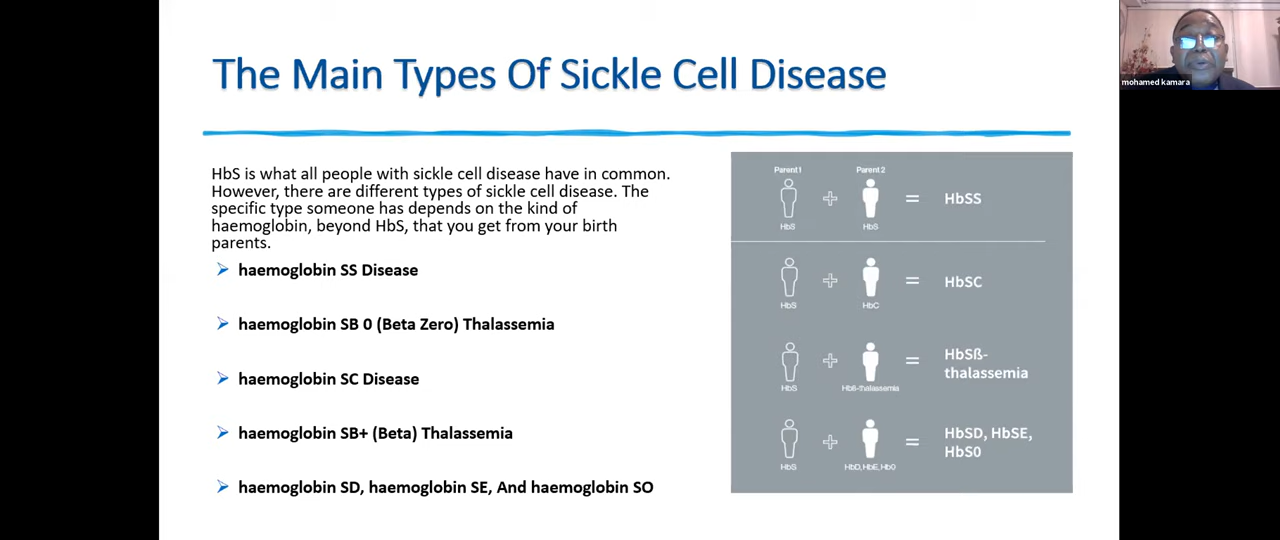 The Main Types Of Sickle Cell Disease
mohamed kamara
HbS is what all people with sickle cell disease have in common.
However, there are different types of sickle cell disease. The
specific type someone has depends on the kind of
haemoglobin, beyond HbS, that you get from your birth
parents.
haemoglobin SS Disease
haemoglobin SB 0 (Beta Zero) Thalassemia
haemoglobin SC Disease
haemoglobin SB+ (Beta) Thalassemia
haemoglobin SD, haemoglobin SE, And haemoglobin SO
Parent 1 Parent 2
+ = HbSS
HbS HbS
+ = HbSC
HbS HbC
+ = HbSß-
thalassemia
HbS Hbß-thalassemia
+ = HbSD, HbSE,
HbS0
HbS HbD, HbE, Hb0